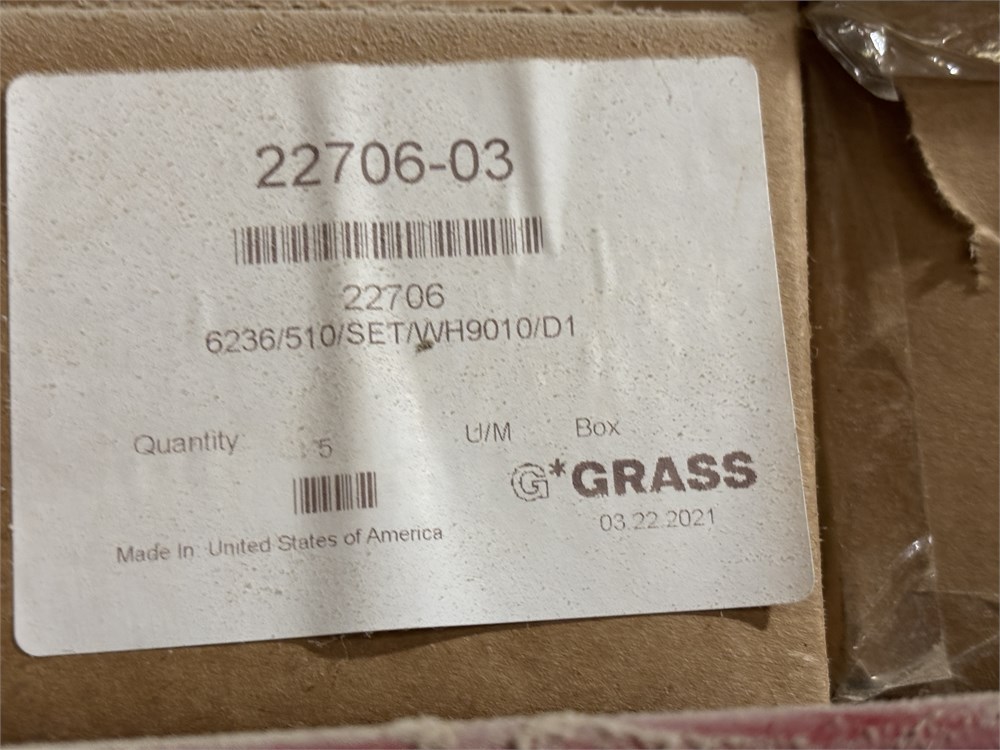 22706-03
22706
6236/510/SET/WH9010/D1
Quantity 5 U/M Box
G*GRASS
03.22.2021
Made In: United States of America